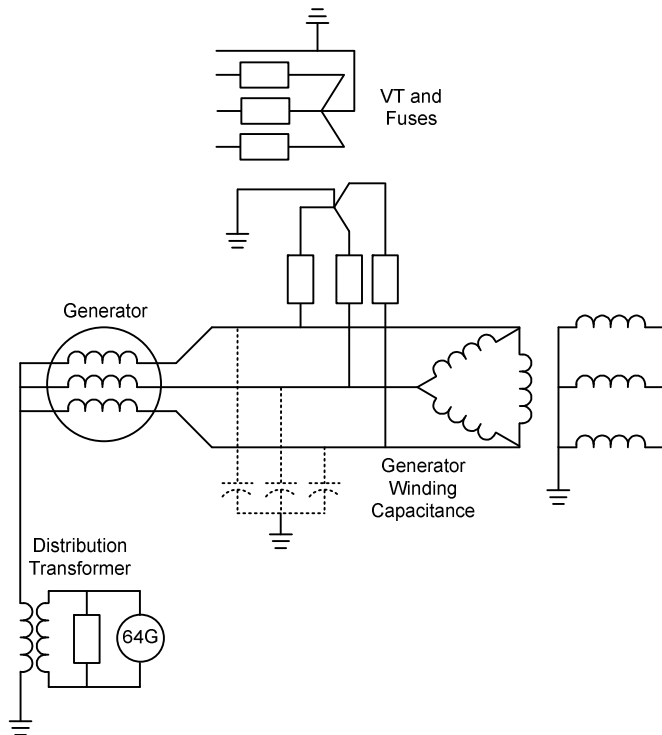 VT and
Fuses
Generator
Generator
Winding
Capacitance
Distribution
Transformer
64G